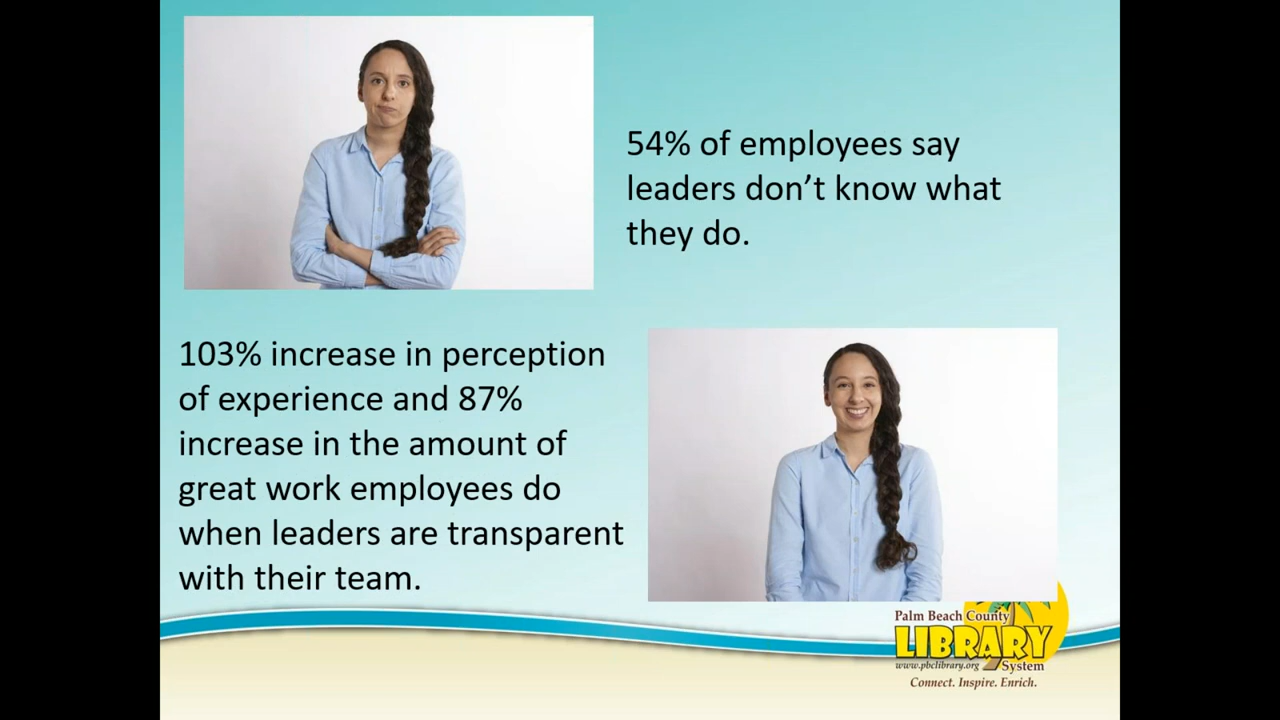 54% of employees say
leaders don’t know what
they do.
103% increase in perception
of experience and 87%
increase in the amount of
great work employees do
when leaders are transparent
with their team.
Palm Beach County
LIBRARY
www.pbclibrary.org System
Connect. Inspire. Enrich.